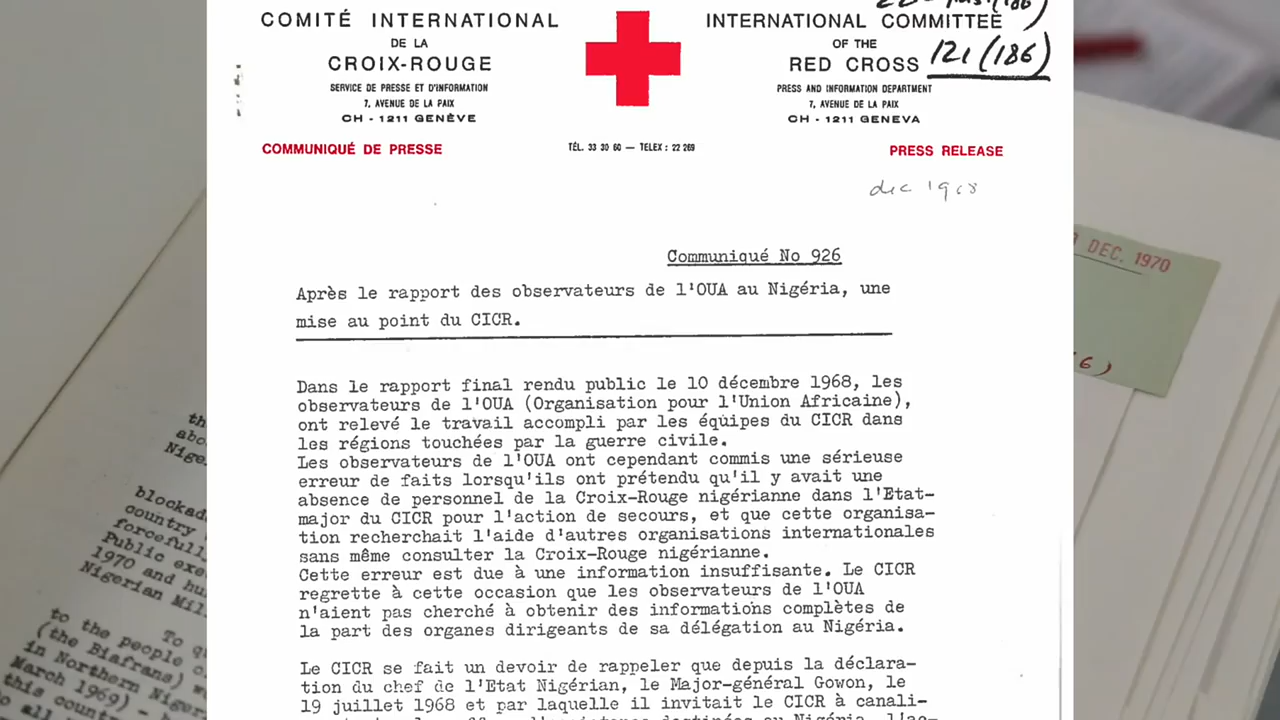 COMITÉ INTERNATIONAL
DE LA
CROIX-ROUGE
SERVICE DE PRESSE ET D'INFORMATION
7, AVENUE DE LA PAIX
CH - 1211 GENÈVE
COMMUNIQUÉ DE PRESSE
TÉL. 33 30 60 — TELEX : 22 269
INTERNATIONAL COMMITTEE
OF THE
RED CROSS
121 (186)
PRESS AND INFORMATION DEPARTMENT
7, AVENUE DE LA PAIX
CH - 1211 GENEVA
PRESS RELEASE
dec 1968
Communiqué No 926
Après le rapport des observateurs de l'OUA au Nigéria, une
mise au point du CICR.
Dans le rapport final rendu public le 10 décembre 1968, les
observateurs de l'OUA (Organisation pour l'Union Africaine),
ont relevé le travail accompli par les équipes du CICR dans
les régions touchées par la guerre civile.
Les observateurs de l'OUA ont cependant commis une sérieuse
erreur de faits lorsqu'ils ont prétendu qu'il y avait une
absence de personnel de la Croix-Rouge nigérianne dans l'Etat-
major du CICR pour l'action de secours, et que cette organisa-
tion recherchait l'aide d'autres organisations internationales
sans même consulter la Croix-Rouge nigérianne.
Cette erreur est due à une information insuffisante. Le CICR
regrette à cette occasion que les observateurs de l'OUA
n'aient pas cherché à obtenir des informations complètes de
la part des organes dirigeants de sa délégation au Nigéria.
Le CICR se fait un devoir de rappeler que depuis la déclara-
tion du chef de l'Etat Nigérian, le Major-général Gowon, le
19 juillet 1968 et par laquelle il invitait le CICR à canali-
DEC. 1970
6)
blockad
country
forcefull
Public exe
1970 and hu
Nigerian Mil
to the people
(the Biafrans) w
in Northern Niger
March 1969) -
this country